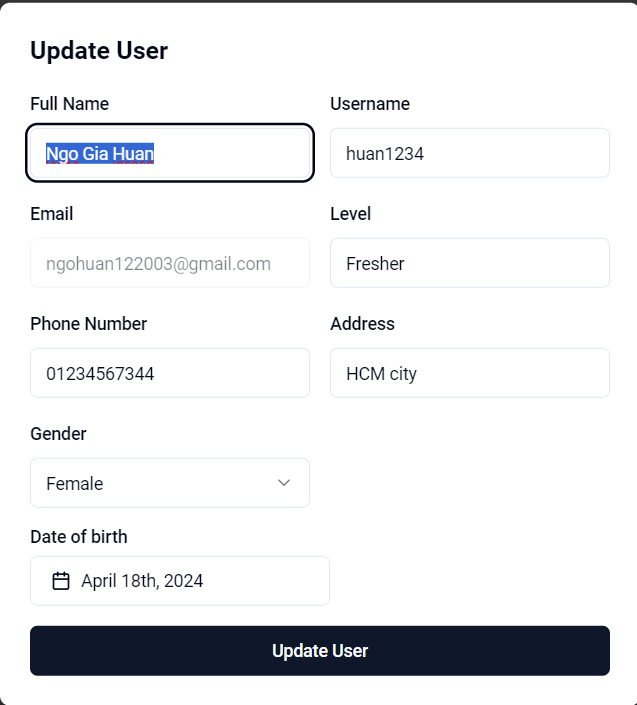 Update User
Full Name
Username
Ngo Gia Huan
huan1234
Email
Level
ngohuan122003@gmail.com
Fresher
Phone Number
Address
01234567344
HCM city
Gender
Female
Date of birth
April 18th, 2024
Update User